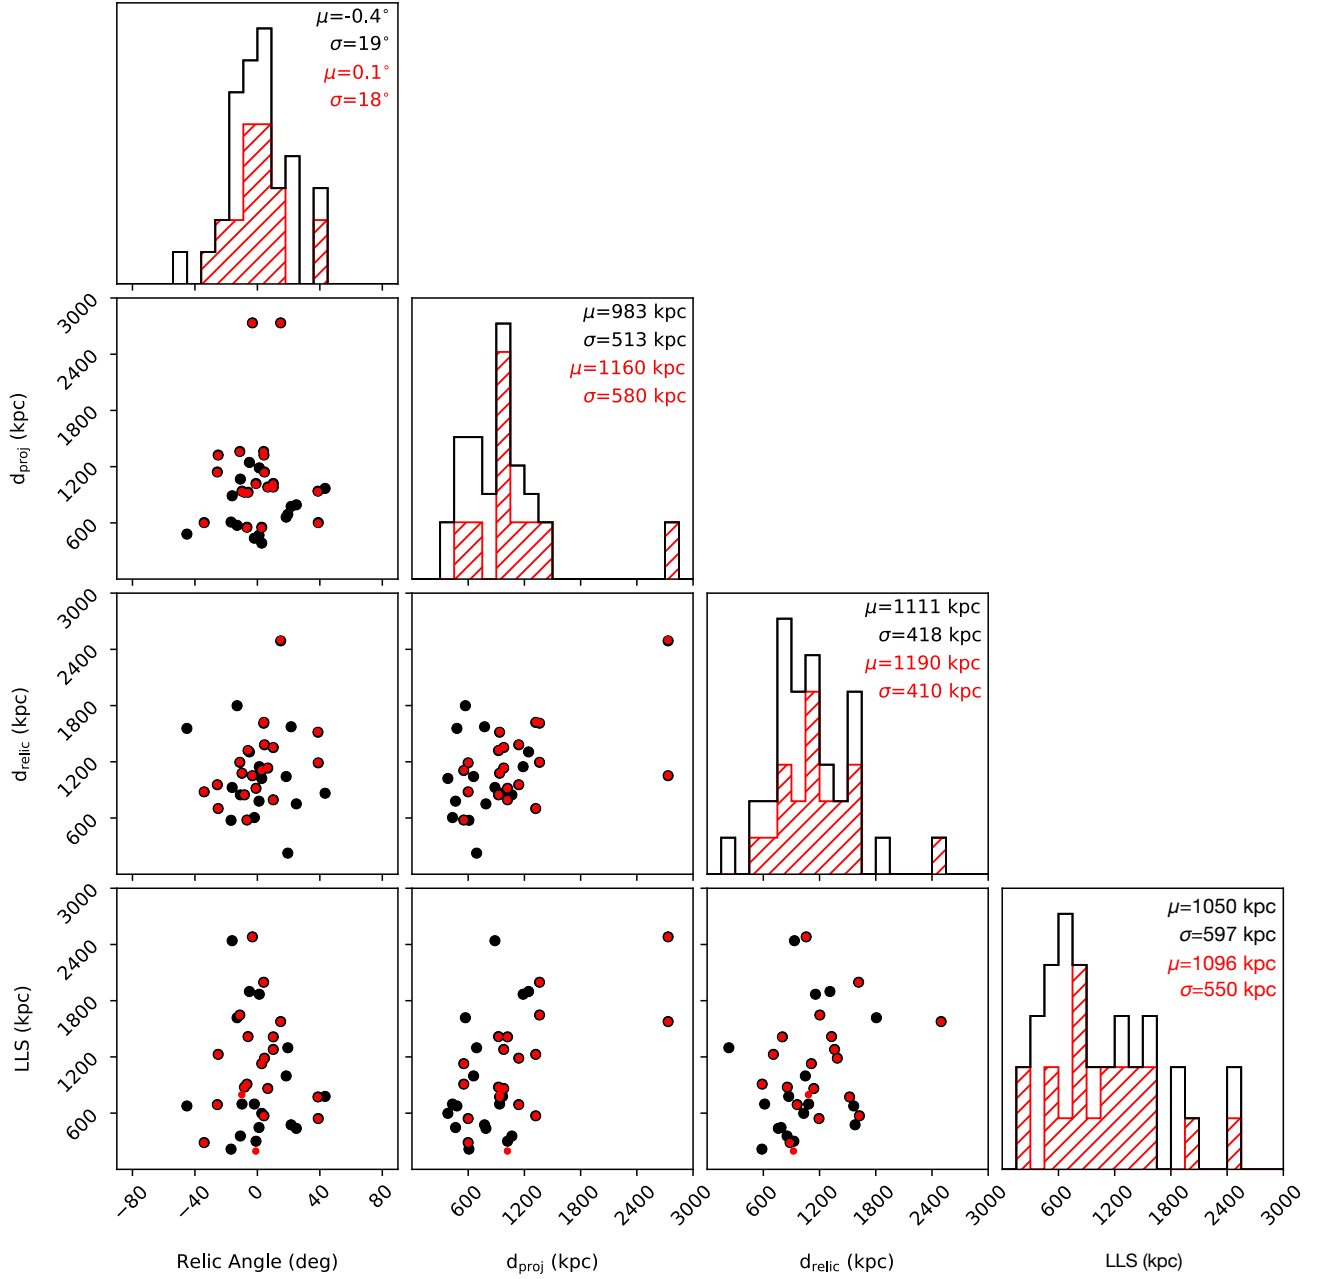 μ=-0.4°
σ=19°
μ=0.1°
σ=18°
3000
2400
1800
1200
600
d_proj (kpc)
μ=983 kpc
σ=513 kpc
μ=1160 kpc
σ=580 kpc
3000
2400
1800
1200
600
d_relic (kpc)
μ=1111 kpc
σ=418 kpc
μ=1190 kpc
σ=410 kpc
3000
2400
1800
1200
600
LLS (kpc)
μ=1050 kpc
σ=597 kpc
μ=1096 kpc
σ=550 kpc
−80 −40 0 40 80
600 1200 1800 2400 3000
600 1200 1800 2400 3000
600 1200 1800 2400 3000
Relic Angle (deg) d_proj (kpc) d_relic (kpc) LLS (kpc)